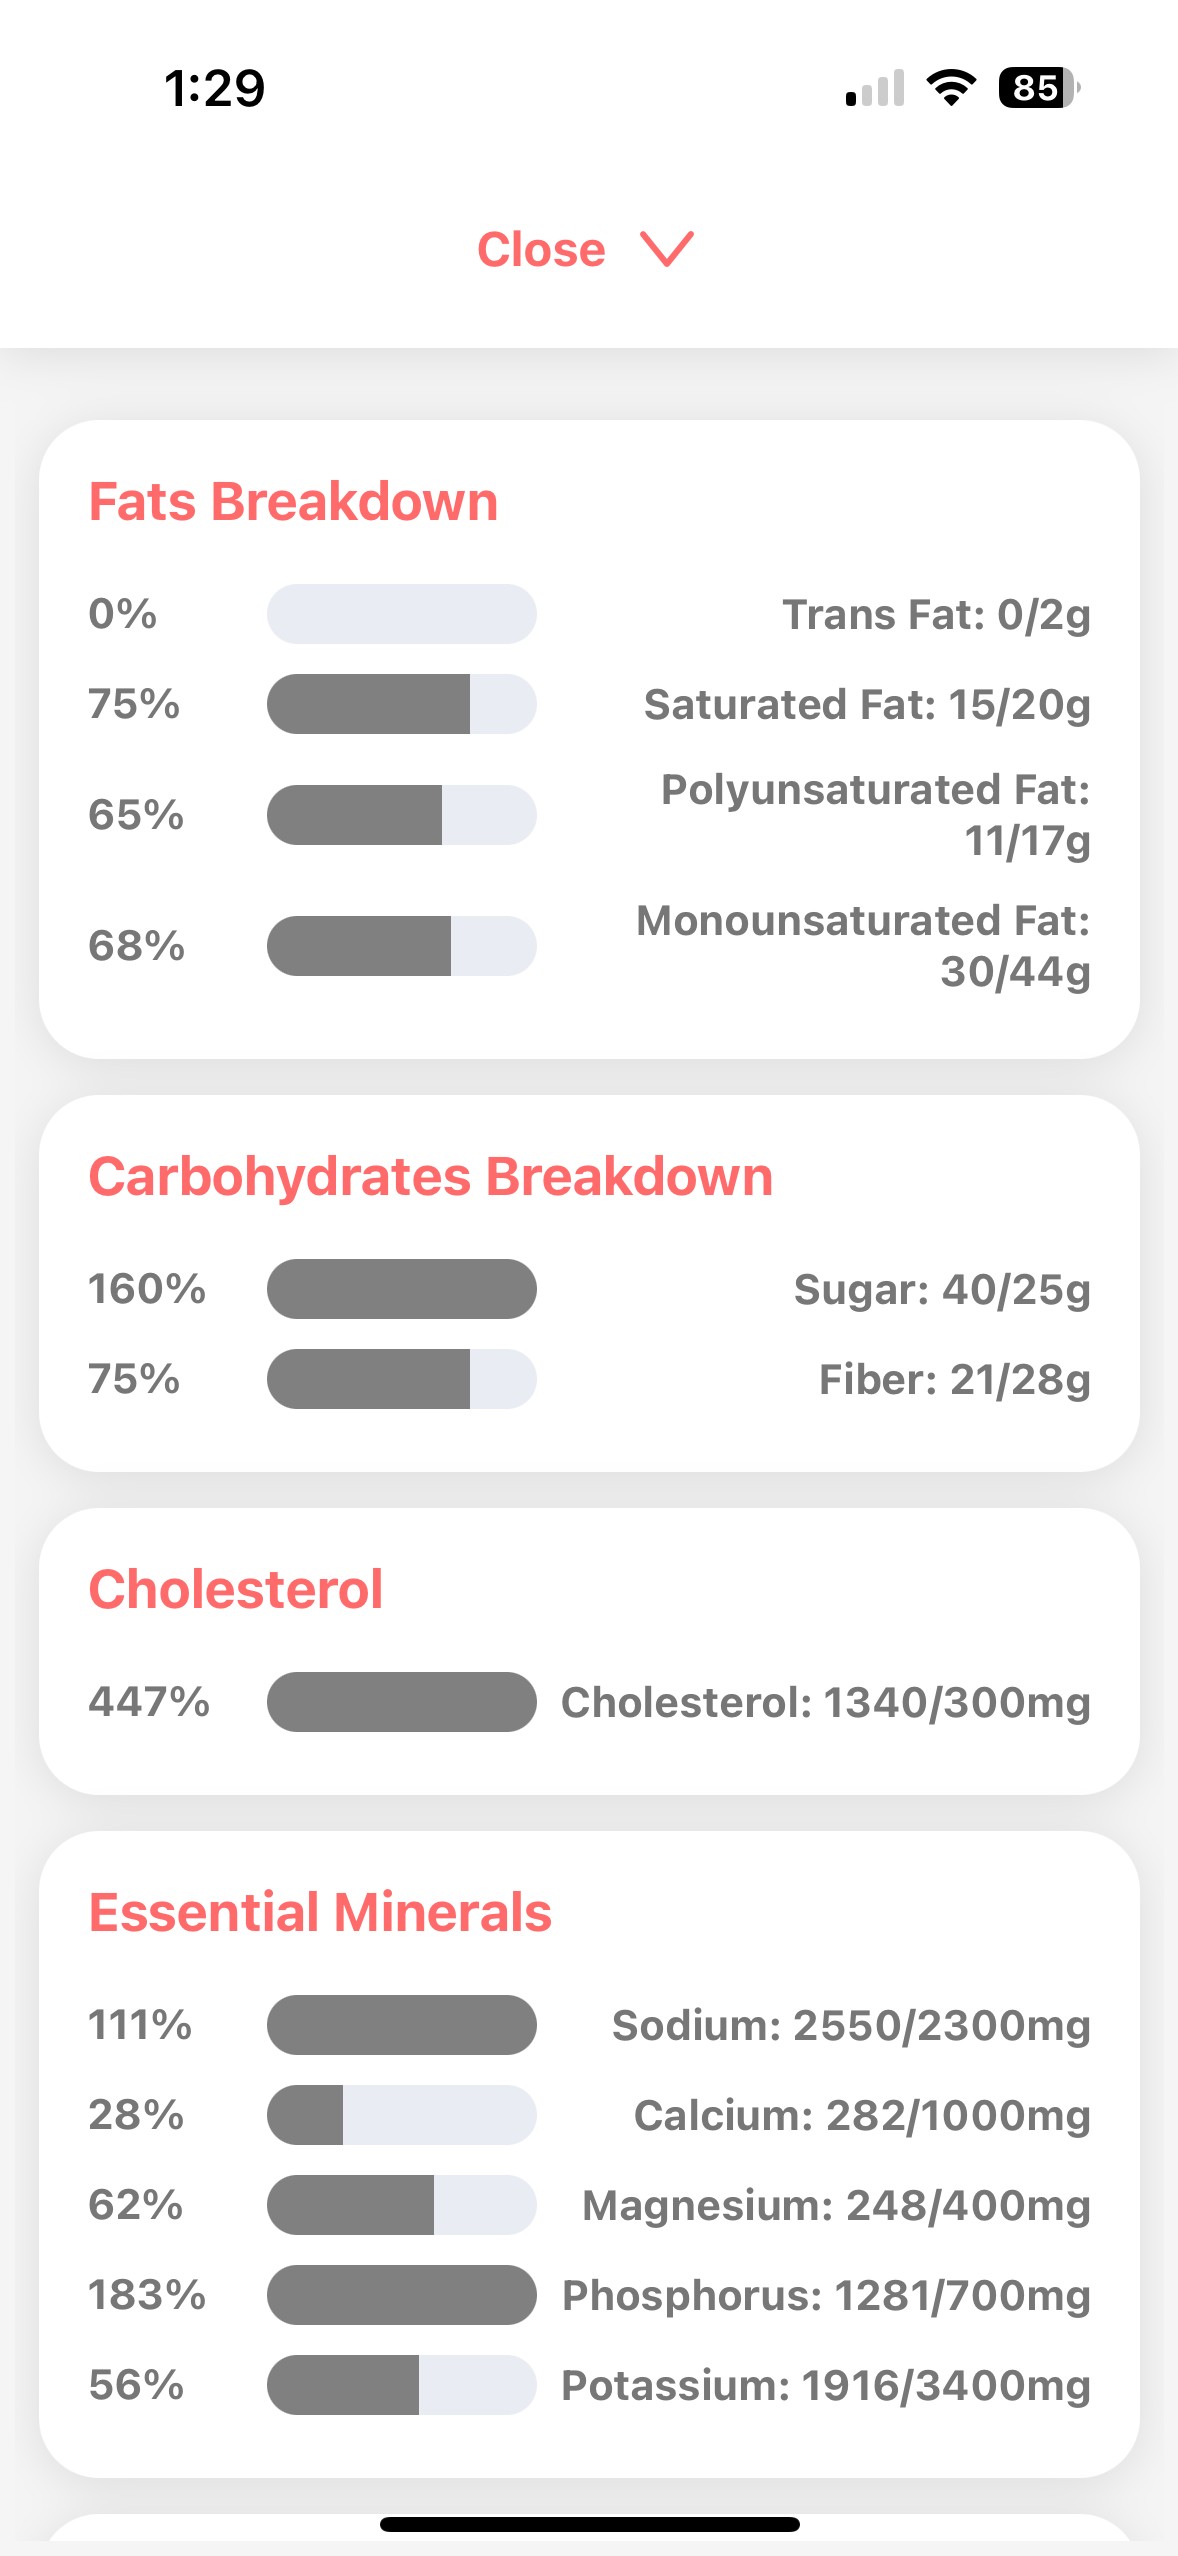 1:29
85
Close
Fats Breakdown
0%
Trans Fat: 0/2g
75%
Saturated Fat: 15/20g
65%
Polyunsaturated Fat:
11/17g
68%
Monounsaturated Fat:
30/44g
Carbohydrates Breakdown
160%
Sugar: 40/25g
75%
Fiber: 21/28g
Cholesterol
447%
Cholesterol: 1340/300mg
Essential Minerals
111%
Sodium: 2550/2300mg
28%
Calcium: 282/1000mg
62%
Magnesium: 248/400mg
183%
Phosphorus: 1281/700mg
56%
Potassium: 1916/3400mg